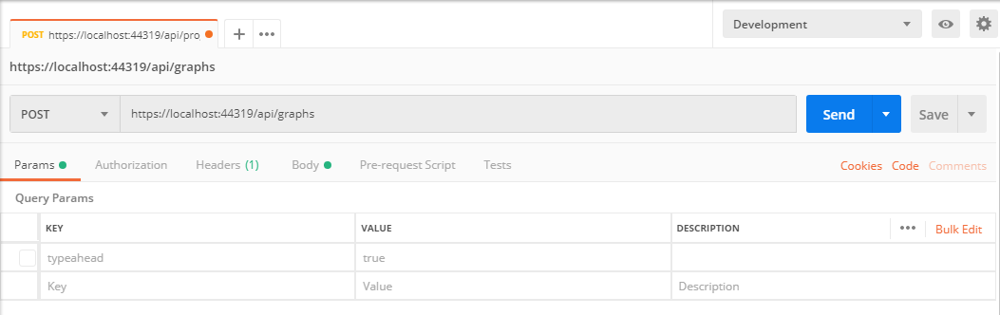 POST https://localhost:44319/api/pro + •••
Development
https://localhost:44319/api/graphs
POST https://localhost:44319/api/graphs Send Save
Params Authorization Headers (1) Body Pre-request Script Tests Cookies Code Comments
Query Params
KEY VALUE DESCRIPTION ••• Bulk Edit
typeahead true
Key Value Description